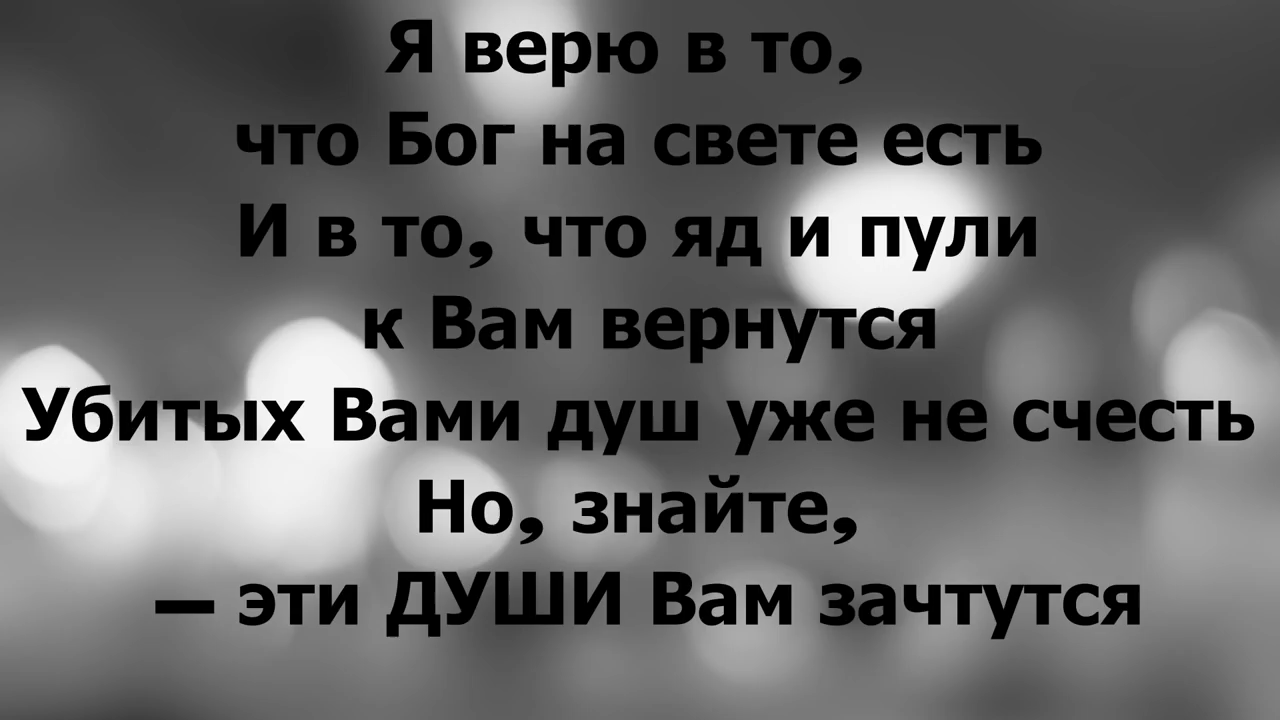 Я верю в то,
что Бог на свете есть
И в то, что яд и пули
к Вам вернутся
Убитых Вами душ уже не счесть
Но, знайте,
— эти ДУШИ Вам зачтутся